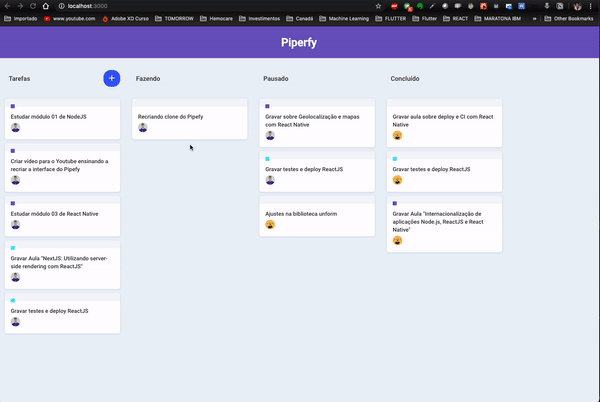 localhost:3000
Importado www.youtube.com Adobe XD Curso TOMORROW Hemocare Investimentos Canadá Machine Learning FLUTTER Flutter REACT MARATONA IBM » Other Bookmarks
Piperfy
Tarefas +
Estudar módulo 01 de NodeJS
Criar vídeo para o Youtube ensinando a
recriar a interface do Pipefy
Estudar módulo 03 de React Native
Gravar Aula "NextJS: Utilizando server-
side rendering com ReactJS"
Gravar testes e deploy ReactJS
Fazendo
Recriando clone do Pipefy
Pausado
Gravar sobre Geolocalização e mapas
com React Native
Gravar testes e deploy ReactJS
Ajustes na biblioteca unform
Concluído
Gravar aula sobre deploy e CI com React
Native
Gravar testes e deploy ReactJS
Gravar Aula "Internacionalização de
aplicações Node.js, ReactJS e React
Native"